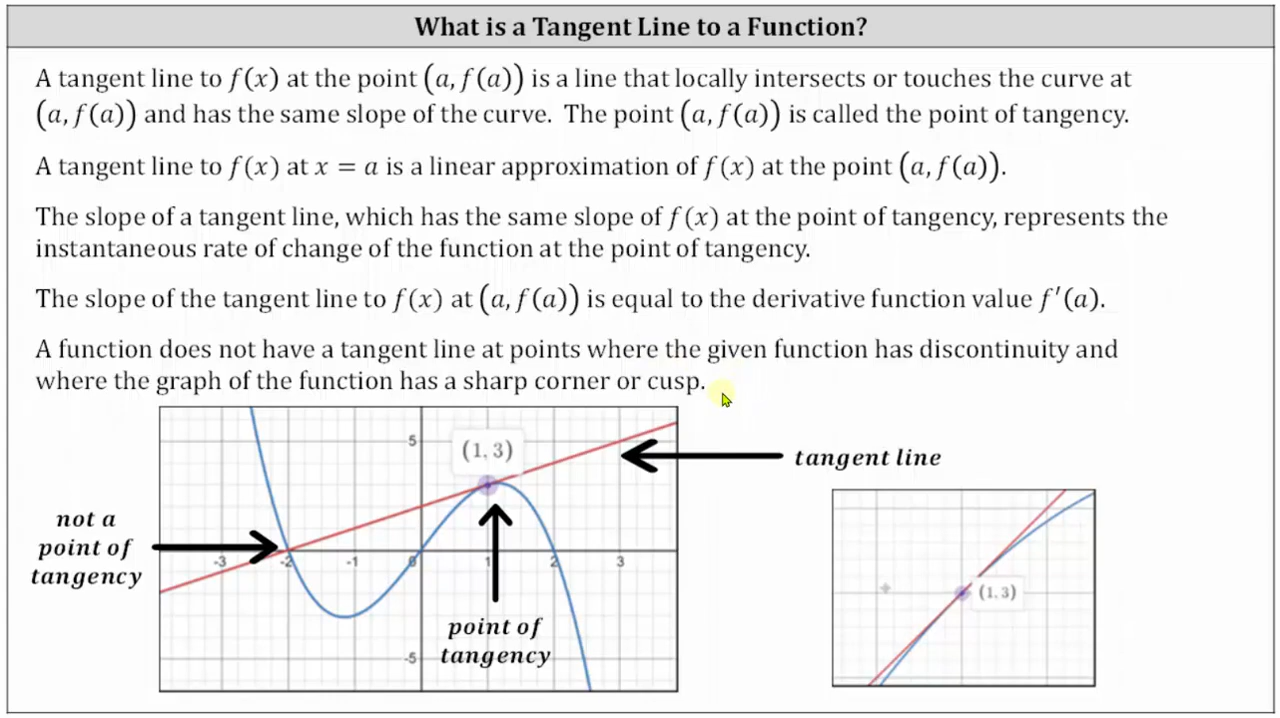 What is a Tangent Line to a Function?
A tangent line to f(x) at the point (a, f(a)) is a line that locally intersects or touches the curve at
(a, f(a)) and has the same slope of the curve.  The point (a, f(a)) is called the point of tangency.
A tangent line to f(x) at x = a is a linear approximation of f(x) at the point (a, f(a)).
The slope of a tangent line, which has the same slope of f(x) at the point of tangency, represents the
instantaneous rate of change of the function at the point of tangency.
The slope of the tangent line to f(x) at (a, f(a)) is equal to the derivative function value f′(a).
A function does not have a tangent line at points where the given function has discontinuity and
where the graph of the function has a sharp corner or cusp.
5
(1, 3)
tangent line
not a
point of
tangency
-3 -2 -1 0 1 2 3
(1, 3)
point of
tangency
-5